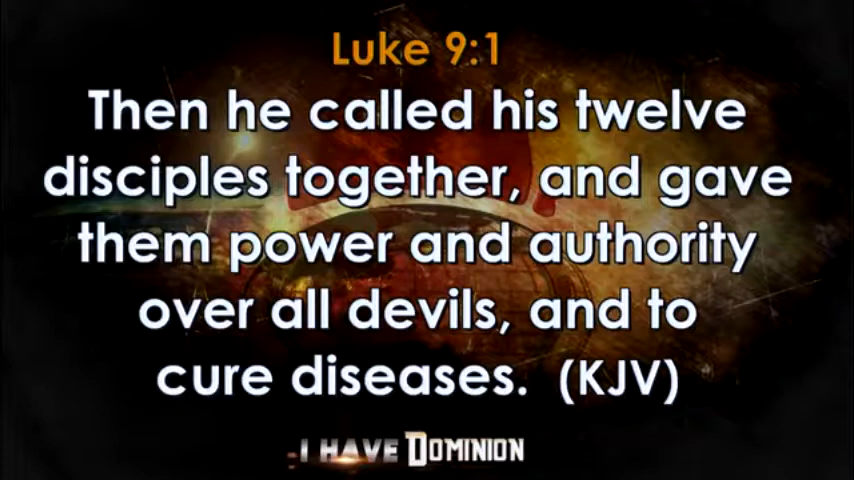 Luke 9:1
Then he called his twelve
disciples together, and gave
them power and authority
over all devils, and to
cure diseases. (KJV)
I HAVE DOMINION